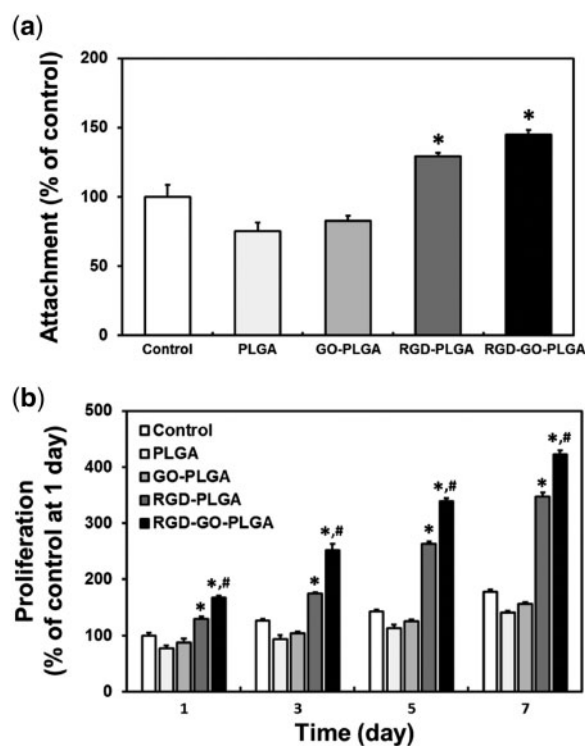 (a)
Attachment (% of control)
200
150
100
50
0
*
*
Control PLGA GO-PLGA RGD-PLGA RGD-GO-PLGA
(b)
Proliferation
(% of control at 1 day)
500
400
300
200
100
0
Control
PLGA
GO-PLGA
RGD-PLGA
RGD-GO-PLGA
* *,#
* *,#
* *,#
* *,#
1 3 5 7
Time (day)